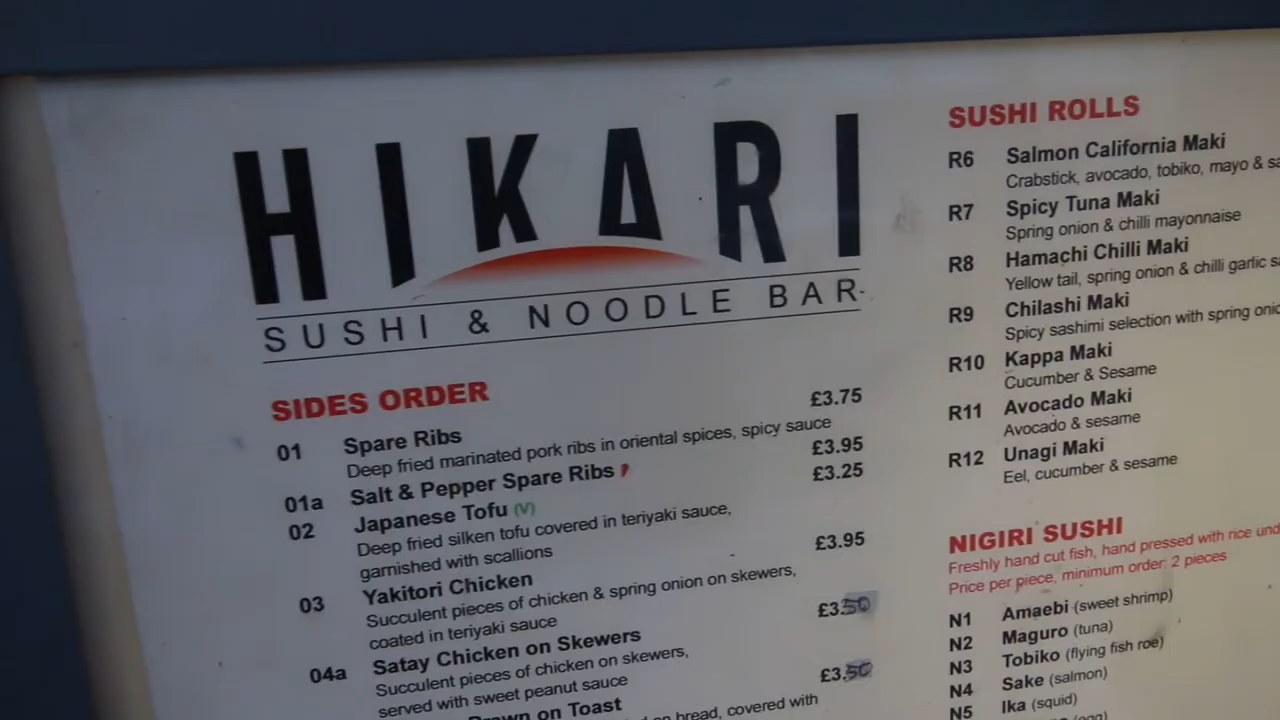 HIKARI
SUSHI & NOODLE BAR
SIDES ORDER
£3.75
01 Spare Ribs
Deep fried marinated pork ribs in oriental spices, spicy sauce
£3.95
01a Salt & Pepper Spare Ribs
£3.25
02 Japanese Tofu (V)
Deep fried silken tofu covered in teriyaki sauce,
garnished with scallions
£3.95
03 Yakitori Chicken
Succulent pieces of chicken & spring onion on skewers,
coated in teriyaki sauce
£3.50
04a Satay Chicken on Skewers
Succulent pieces of chicken on skewers,
served with sweet peanut sauce
£3.50
on Toast
bread, covered with
SUSHI ROLLS
R6 Salmon California Maki
Crabstick, avocado, tobiko, mayo &
R7 Spicy Tuna Maki
Spring onion & chilli mayonnaise
R8 Hamachi Chilli Maki
Yellow tail, spring onion & chilli garlic
R9 Chilashi Maki
Spicy sashimi selection with spring
R10 Kappa Maki
Cucumber & Sesame
R11 Avocado Maki
Avocado & sesame
R12 Unagi Maki
Eel, cucumber & sesame
NIGIRI SUSHI
Freshly hand cut fish, hand pressed with rice
Price per piece, minimum order: 2 pieces
N1 Amaebi (sweet shrimp)
N2 Maguro (tuna)
N3 Tobiko (flying fish roe)
N4 Sake (salmon)
N5 Ika (squid)